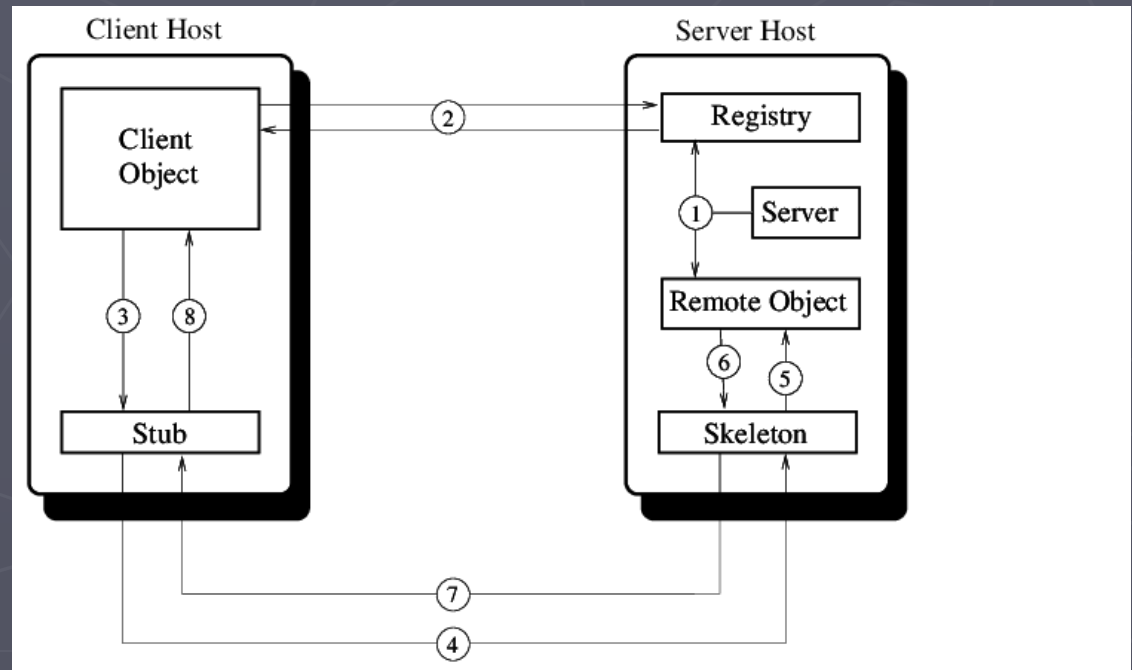 Client Host
Server Host
Client
Object
2
Registry
1
Server
Remote Object
3
8
6
5
Stub
Skeleton
7
4